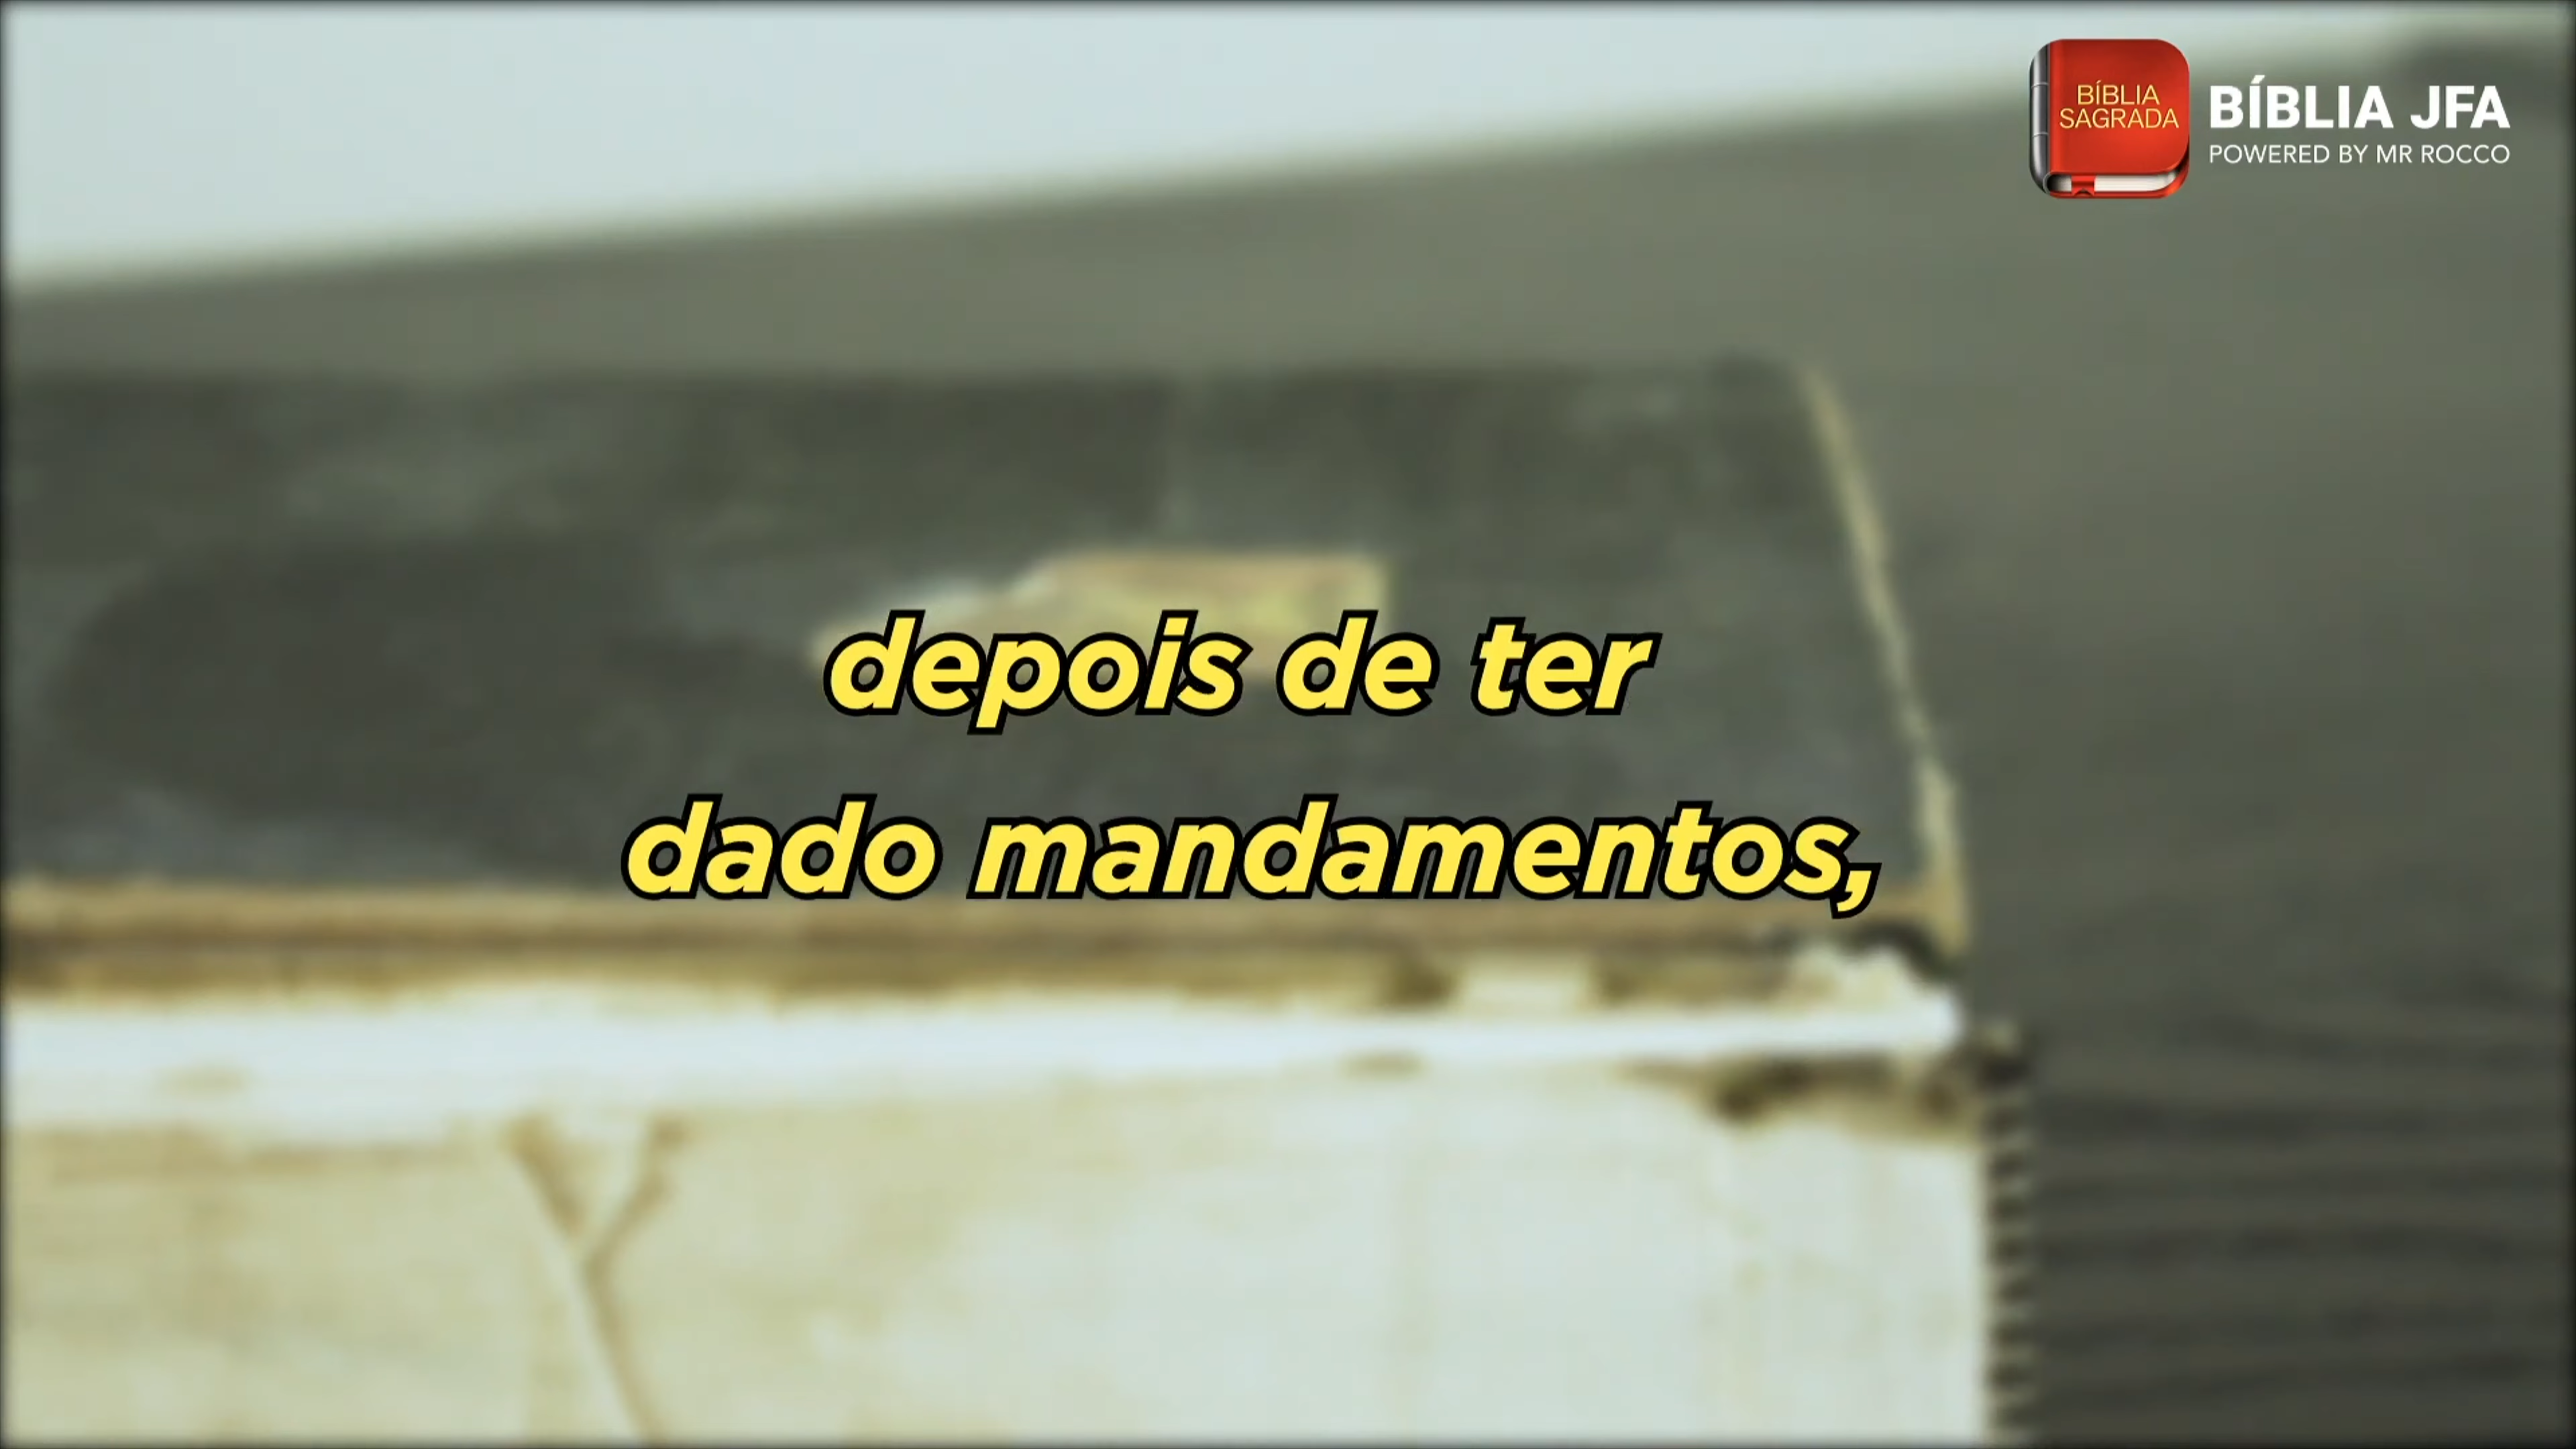 BÍBLIA
SAGRADA
BÍBLIA JFA
POWERED BY MR ROCCO
depois de ter
dado mandamentos,